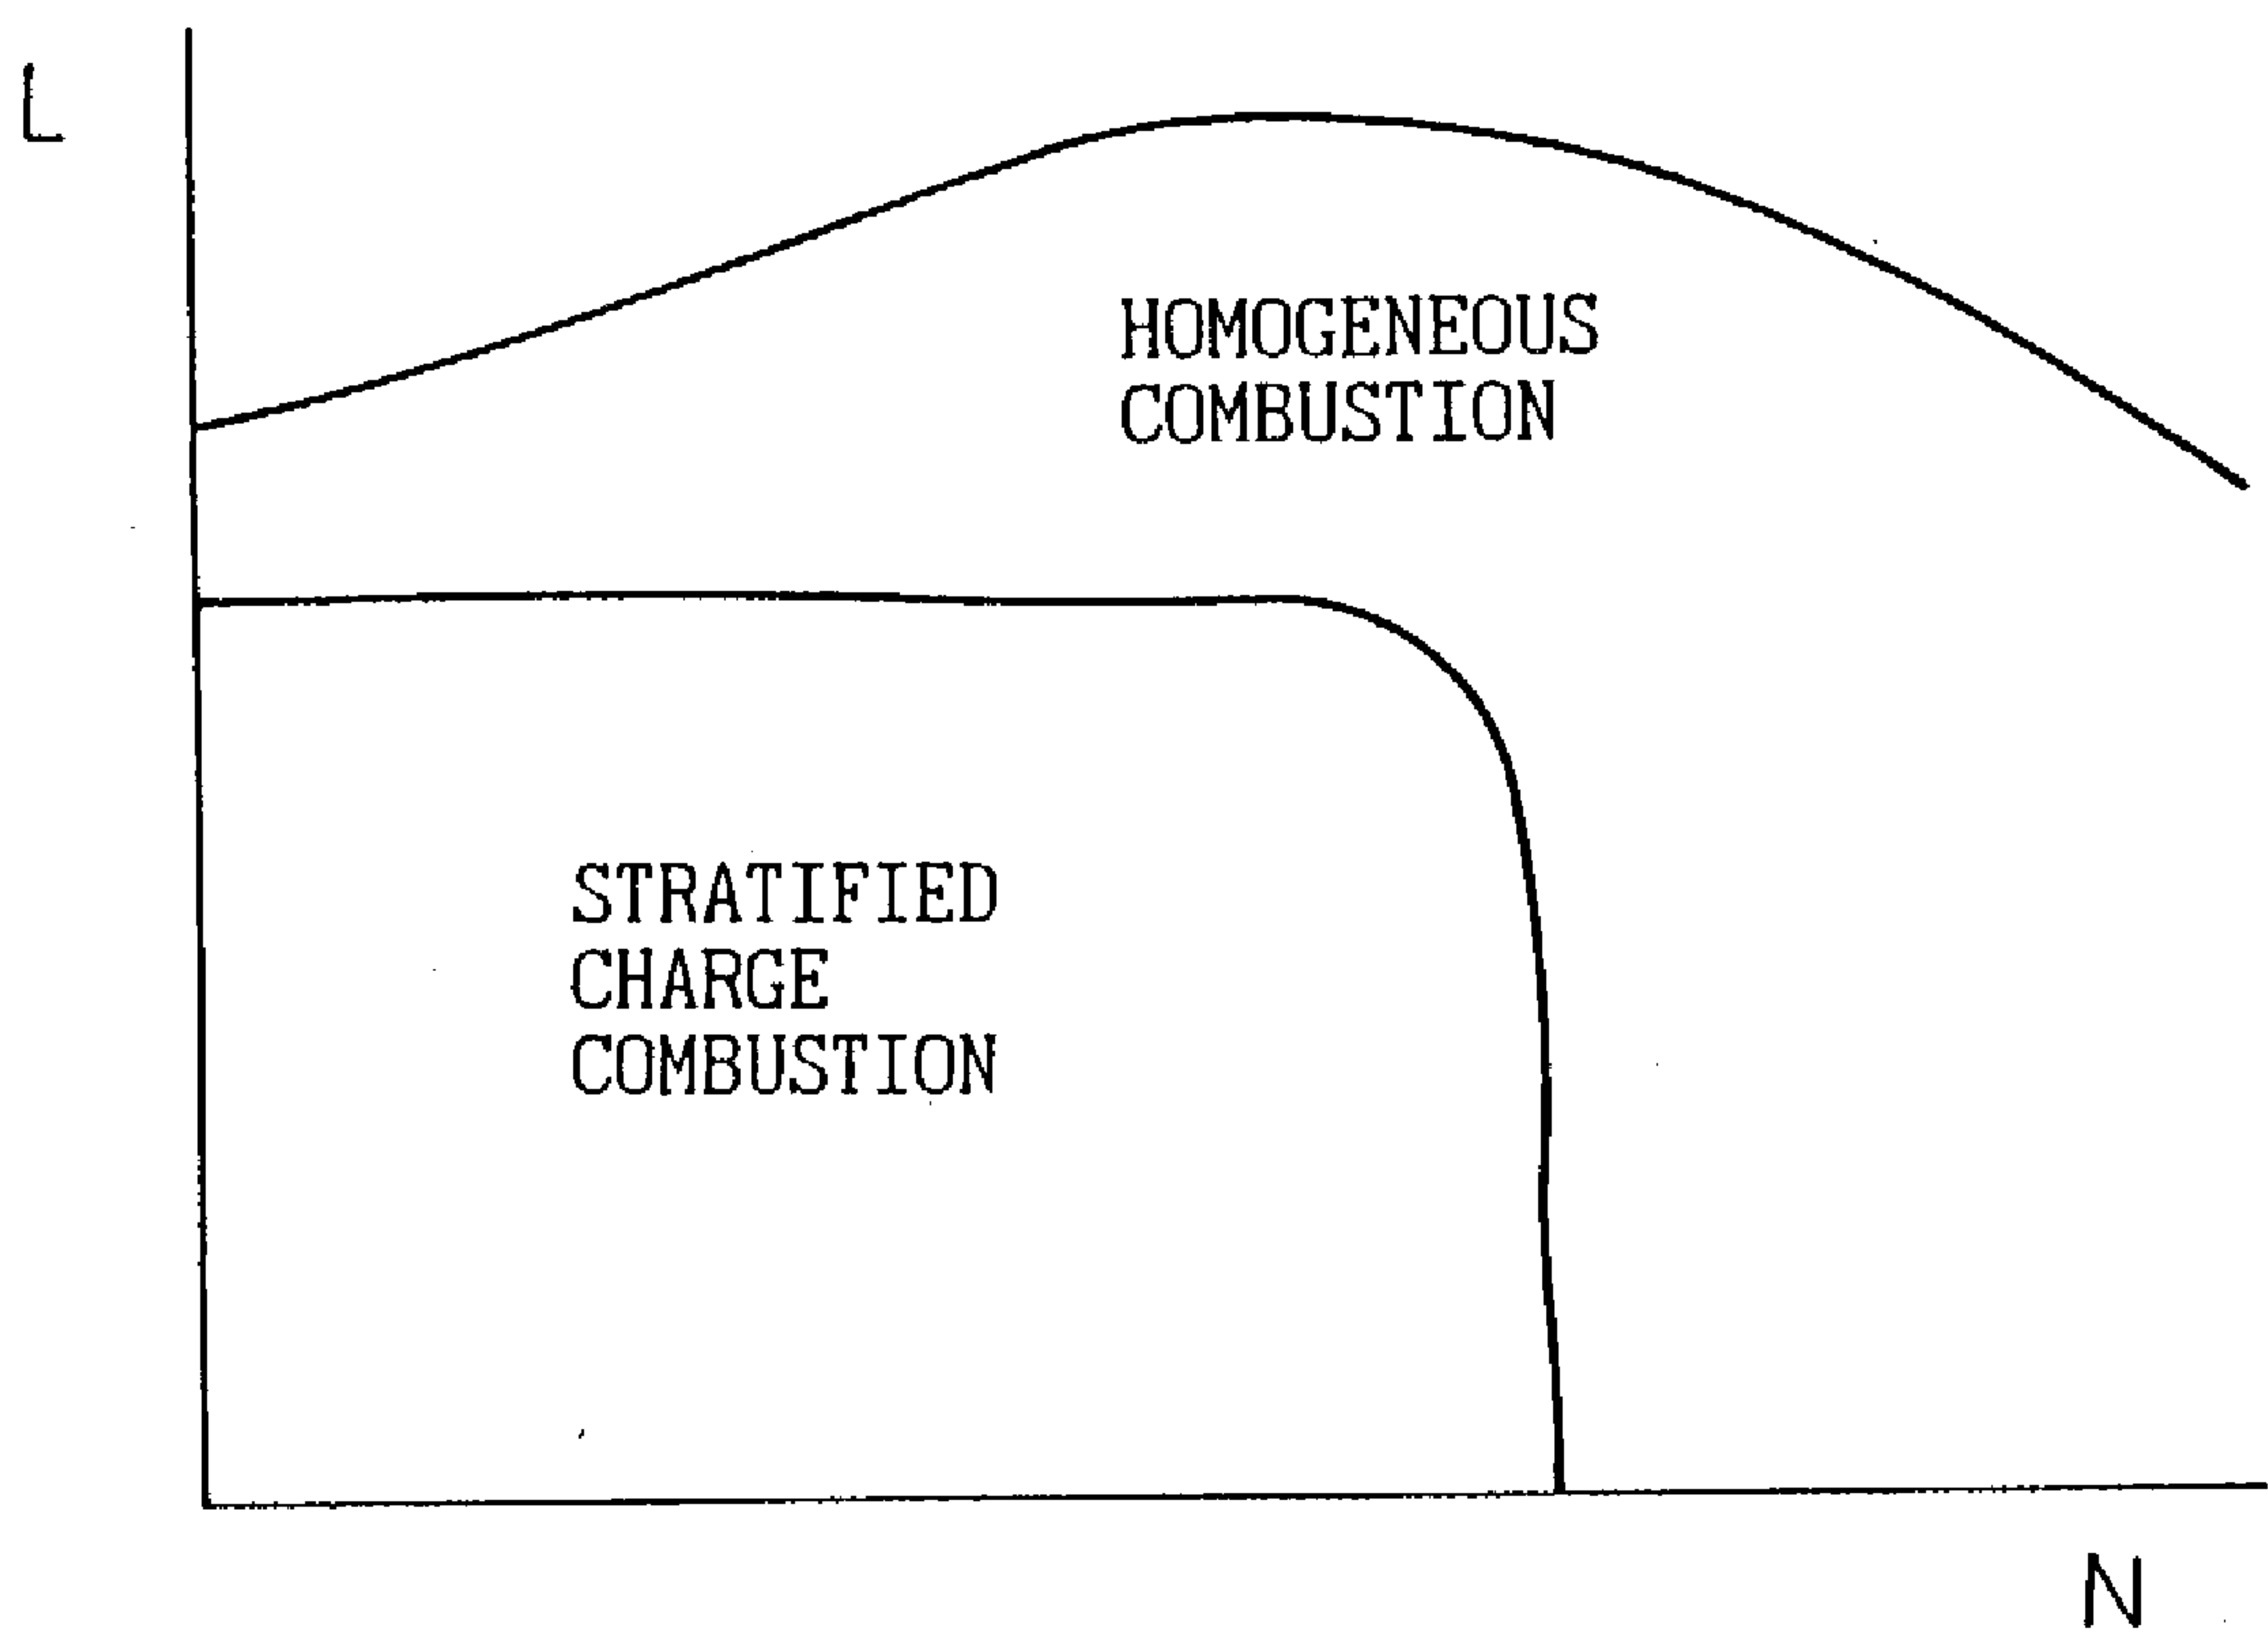 L
HOMOGENEOUS
COMBUSTION
STRATIFIED
CHARGE
COMBUSTION
N